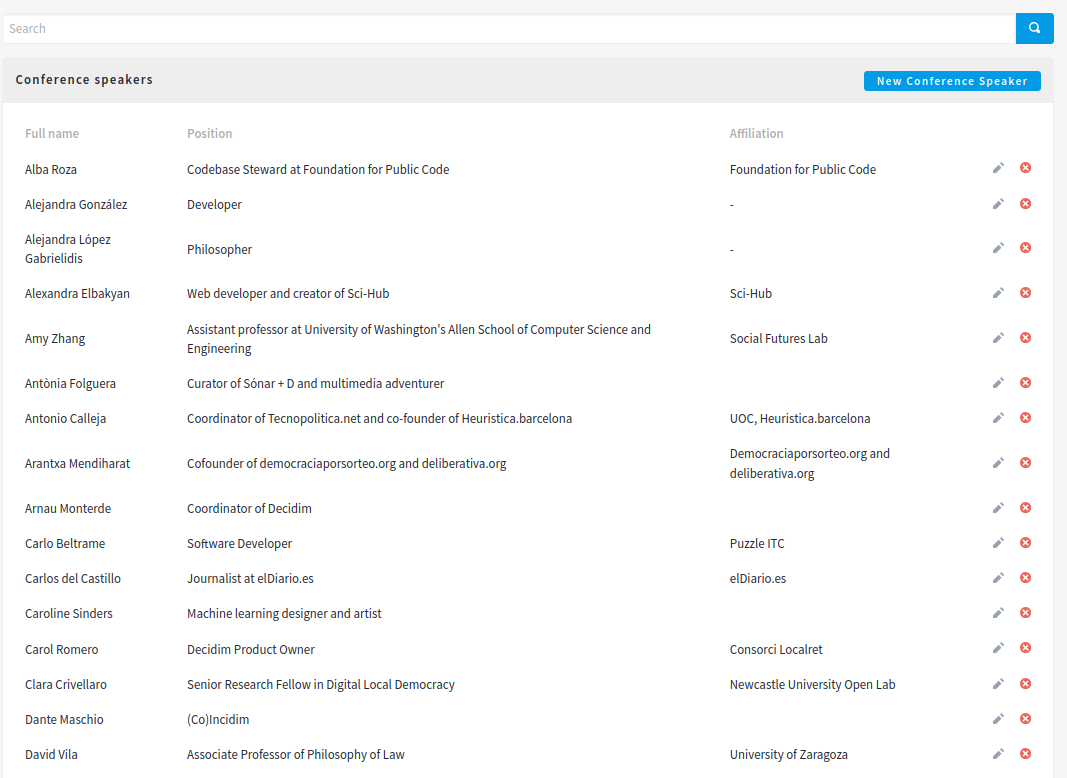 Search
Conference speakers
New Conference Speaker
Full name Position Affiliation
Alba Roza Codebase Steward at Foundation for Public Code Foundation for Public Code
Alejandra González Developer -
Alejandra López
Gabrielidis Philosopher -
Alexandra Elbakyan Web developer and creator of Sci-Hub Sci-Hub
Amy Zhang Assistant professor at University of Washington's Allen School of Computer Science and
Engineering Social Futures Lab
Antònia Folguera Curator of Sónar + D and multimedia adventurer
Antonio Calleja Coordinator of Tecnopolitica.net and co-founder of Heuristica.barcelona UOC, Heuristica.barcelona
Arantxa Mendiharat Cofounder of democraciaporsorteo.org and deliberativa.org Democraciaporsorteo.org and
deliberativa.org
Arnau Monterde Coordinator of Decidim
Carlo Beltrame Software Developer Puzzle ITC
Carlos del Castillo Journalist at elDiario.es elDiario.es
Caroline Sinders Machine learning designer and artist
Carol Romero Decidim Product Owner Consorci Localret
Clara Crivellaro Senior Research Fellow in Digital Local Democracy Newcastle University Open Lab
Dante Maschio (Co)Incidim
David Vila Associate Professor of Philosophy of Law University of Zaragoza